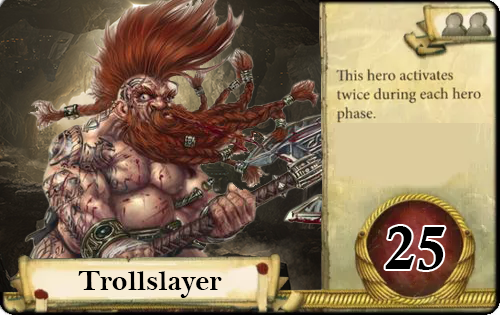 This hero activates
twice during each hero
phase.
25
Trollslayer